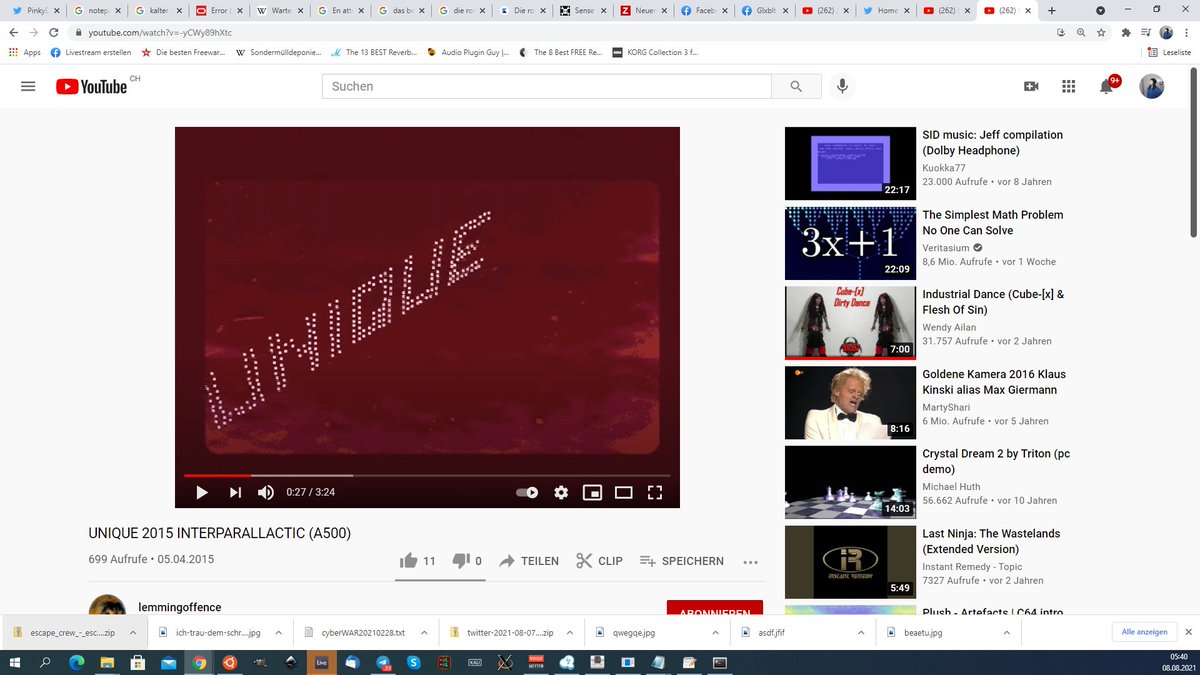 PinkyC
notep
kalter
Error
Warte
En att
das be
die ro
Die ro
Sense
Neuer
Faceb
GlxbIt
(262)
Home
(262)
(262)
youtube.com/watch?v=-yCWy89hXtc
Apps
Livestream erstellen
Die besten Freewar...
Sondermülldeponie...
The 13 BEST Reverb...
Audio Plugin Guy |...
The 8 Best FREE Re...
KORG Collection 3 f...
Leseliste
YouTube CH
Suchen
9+
UNIQUE
0:27 / 3:24
UNIQUE 2015 INTERPARALLACTIC (A500)
699 Aufrufe • 05.04.2015
11
0
TEILEN
CLIP
SPEICHERN
lemmingoffence
ABONNIEREN
22:17
SID music: Jeff compilation
(Dolby Headphone)
Kuokka77
23.000 Aufrufe • vor 8 Jahren
3x+1
22:09
The Simplest Math Problem
No One Can Solve
Veritasium
8,6 Mio. Aufrufe • vor 1 Woche
Cube-[x]
Dirty Dance
7:00
Industrial Dance (Cube-[x] &
Flesh Of Sin)
Wendy Ailan
31.757 Aufrufe • vor 2 Jahren
8:16
Goldene Kamera 2016 Klaus
Kinski alias Max Giermann
MartyShari
6 Mio. Aufrufe • vor 5 Jahren
14:03
Crystal Dream 2 by Triton (pc
demo)
Michael Huth
56.662 Aufrufe • vor 10 Jahren
INSTANT REMEDY
5:49
Last Ninja: The Wastelands
(Extended Version)
Instant Remedy - Topic
7327 Aufrufe • vor 2 Jahren
Plush - Artefacts | C64 intro
escape_crew_-_esc....zip
ich-trau-dem-schr....jpg
cyberWAR20210228.txt
twitter-2021-08-07....zip
qwegqe.jpg
asdf.jfif
beaetu.jpg
Alle anzeigen
Live
05:40
08.08.2021